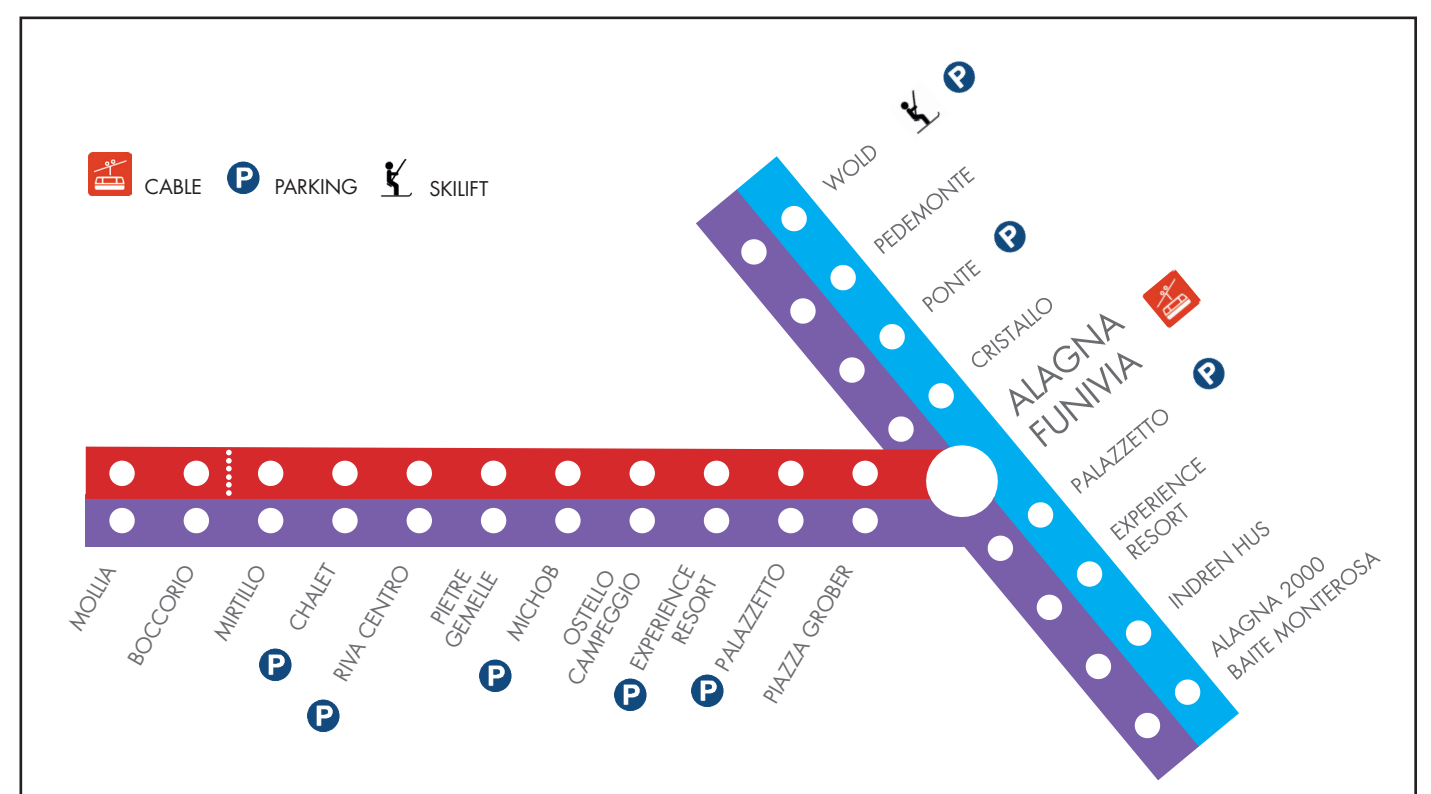 CABLE
P PARKING
SKILIFT
WOLD P
PEDEMONTE
PONTE P
CRISTALLO
ALAGNA
FUNIVIA
P
PALAZZETTO
EXPERIENCE
RESORT
INDREN HUS
ALAGNA 2000
BAITE MONTEROSA
MOLLIA
BOCCORIO
MIRTILLO
CHALET
P
RIVA CENTRO
P
PIETRE
GEMELLE
MICHOB
P
OSTELLO
CAMPEGGIO
EXPERIENCE
RESORT
P
PALAZZETTO
P
PIAZZA GROBER